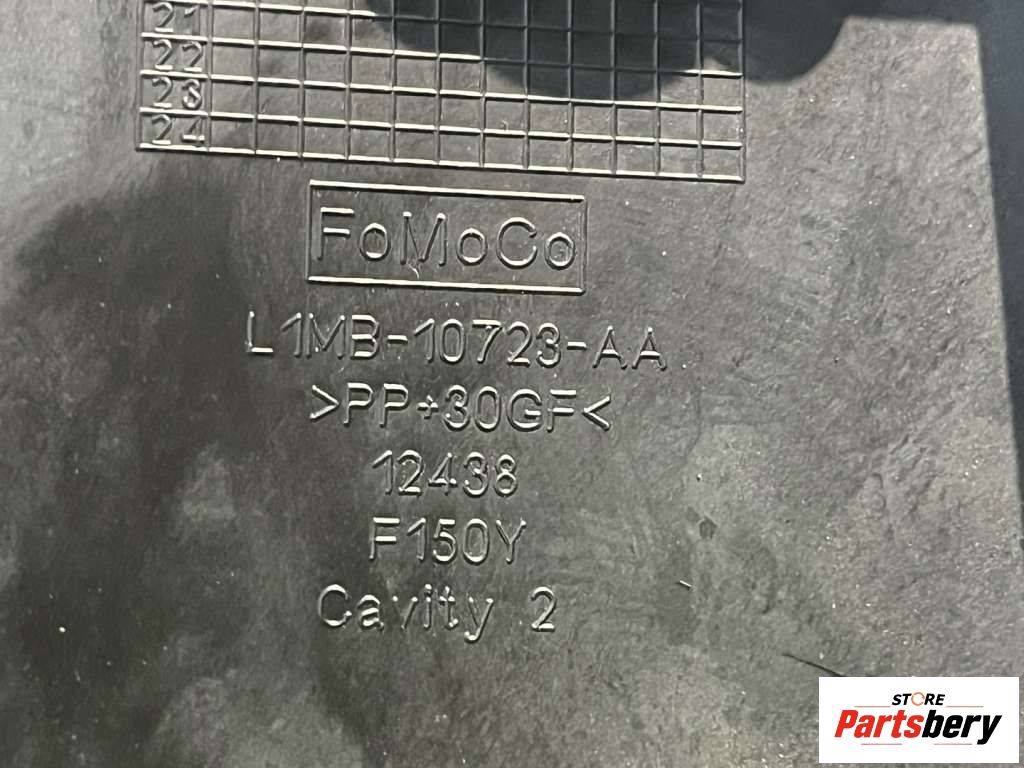 21
22
23
24
FoMoCo
L1MB-10723-AA
>PP+30GF<
12438
F150Y
Cavity 2
STORE
Partsbery